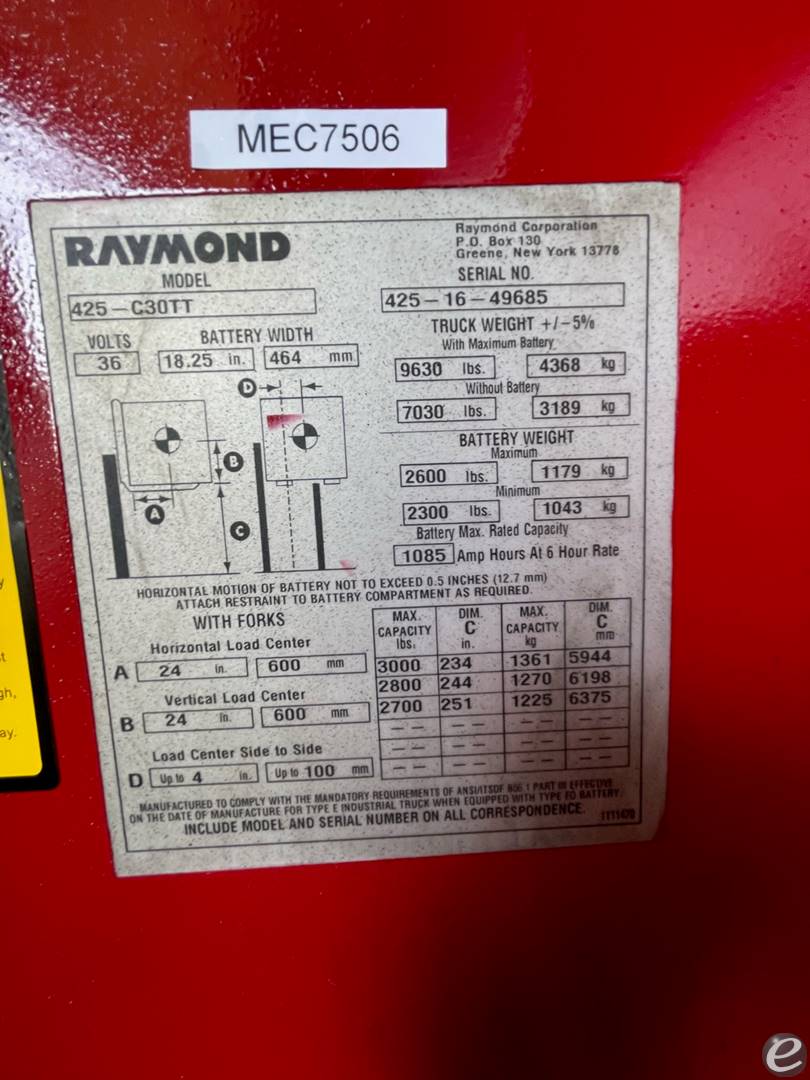 MEC7506
RAYMOND
Raymond Corporation
P.O. Box 130
Greene, New York 13778
MODEL
425-C30TT
SERIAL NO.
425-16-49685
VOLTS
36
BATTERY WIDTH
18.25 in. 464 mm
TRUCK WEIGHT +/-5%
With Maximum Battery
9630 lbs. 4368 kg
Without Battery
7030 lbs. 3189 kg
BATTERY WEIGHT
Maximum
2600 lbs. 1179 kg
Minimum
2300 lbs. 1043 kg
Battery Max. Rated Capacity
1085 Amp Hours At 6 Hour Rate
D
B
A
C
HORIZONTAL MOTION OF BATTERY NOT TO EXCEED 0.5 INCHES (12.7 mm)
ATTACH RESTRAINT TO BATTERY COMPARTMENT AS REQUIRED.
WITH FORKS
Horizontal Load Center
A 24 in. 600 mm
Vertical Load Center
B 24 in. 600 mm
Load Center Side to Side
D Up to 4 in. Up to 100 mm
MAX. CAPACITY lbs. DIM. C in. MAX. CAPACITY kg DIM. C mm
3000 234 1361 5944
2800 244 1270 6198
2700 251 1225 6375
-- -- -- --
-- -- -- --
-- -- -- --
MANUFACTURED TO COMPLY WITH THE MANDATORY REQUIREMENTS OF ANSI/ITSDF B56.1 PART III EFFECTIVE
ON THE DATE OF MANUFACTURE FOR TYPE E INDUSTRIAL TRUCK WHEN EQUIPPED WITH TYPE EO BATTERY.
INCLUDE MODEL AND SERIAL NUMBER ON ALL CORRESPONDENCE.
y
t
gh,
ay.
e